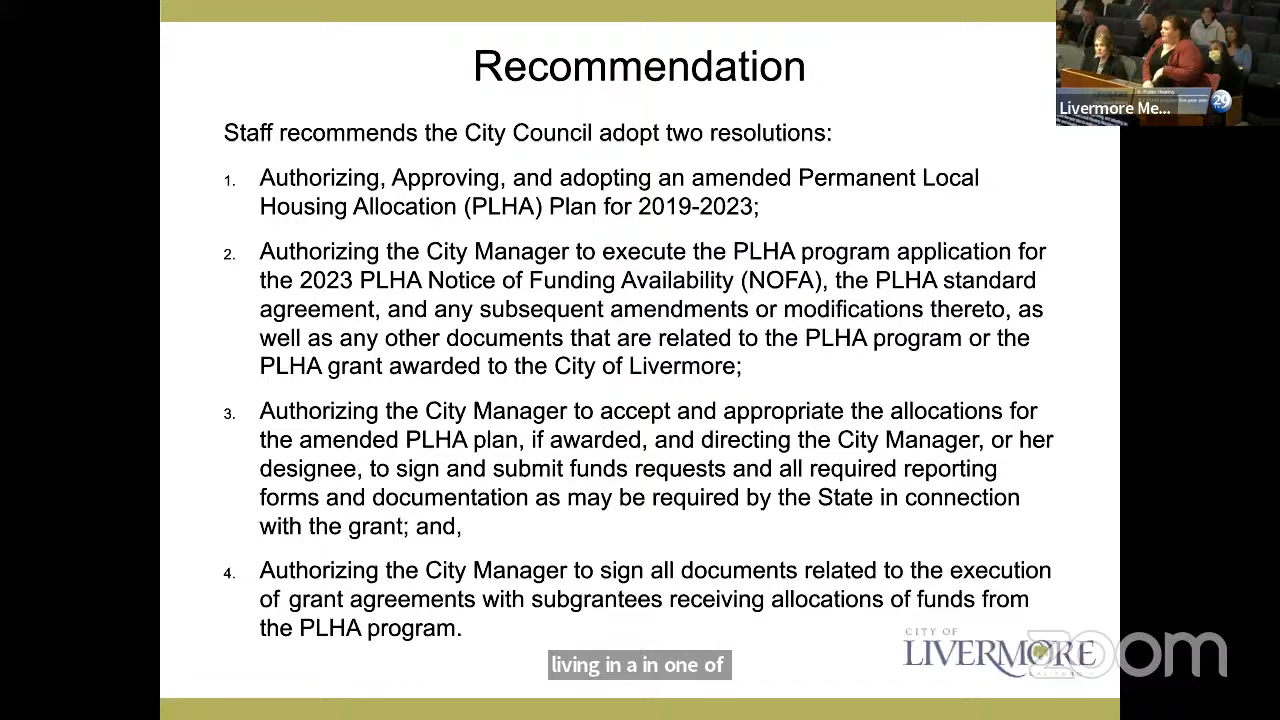 Recommendation
Staff recommends the City Council adopt two resolutions:
1. Authorizing, Approving, and adopting an amended Permanent Local
Housing Allocation (PLHA) Plan for 2019-2023;
2. Authorizing the City Manager to execute the PLHA program application for
the 2023 PLHA Notice of Funding Availability (NOFA), the PLHA standard
agreement, and any subsequent amendments or modifications thereto, as
well as any other documents that are related to the PLHA program or the
PLHA grant awarded to the City of Livermore;
3. Authorizing the City Manager to accept and appropriate the allocations for
the amended PLHA plan, if awarded, and directing the City Manager, or her
designee, to sign and submit funds requests and all required reporting
forms and documentation as may be required by the State in connection
with the grant; and,
4. Authorizing the City Manager to sign all documents related to the execution
of grant agreements with subgrantees receiving allocations of funds from
the PLHA program.
CITY OF
LIVERMORE
CALIFORNIA
zoom
living in a in one of
Livermore Me...
29